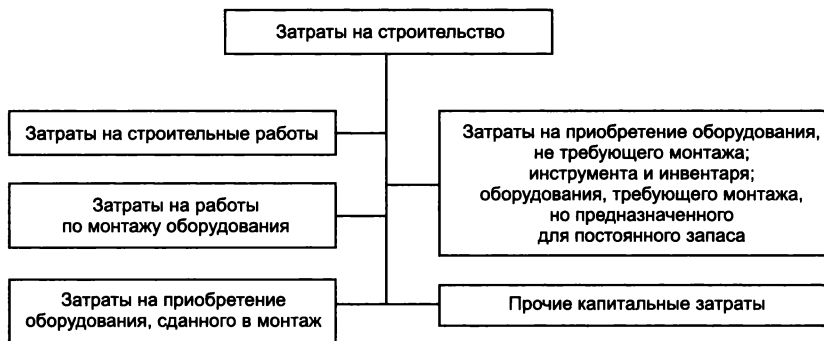 Затраты на строительство
Затраты на строительные работы
Затраты на работы
по монтажу оборудования
Затраты на приобретение
оборудования, сданного в монтаж
Затраты на приобретение оборудования,
не требующего монтажа;
инструмента и инвентаря;
оборудования, требующего монтажа,
но предназначенного
для постоянного запаса
Прочие капитальные затраты